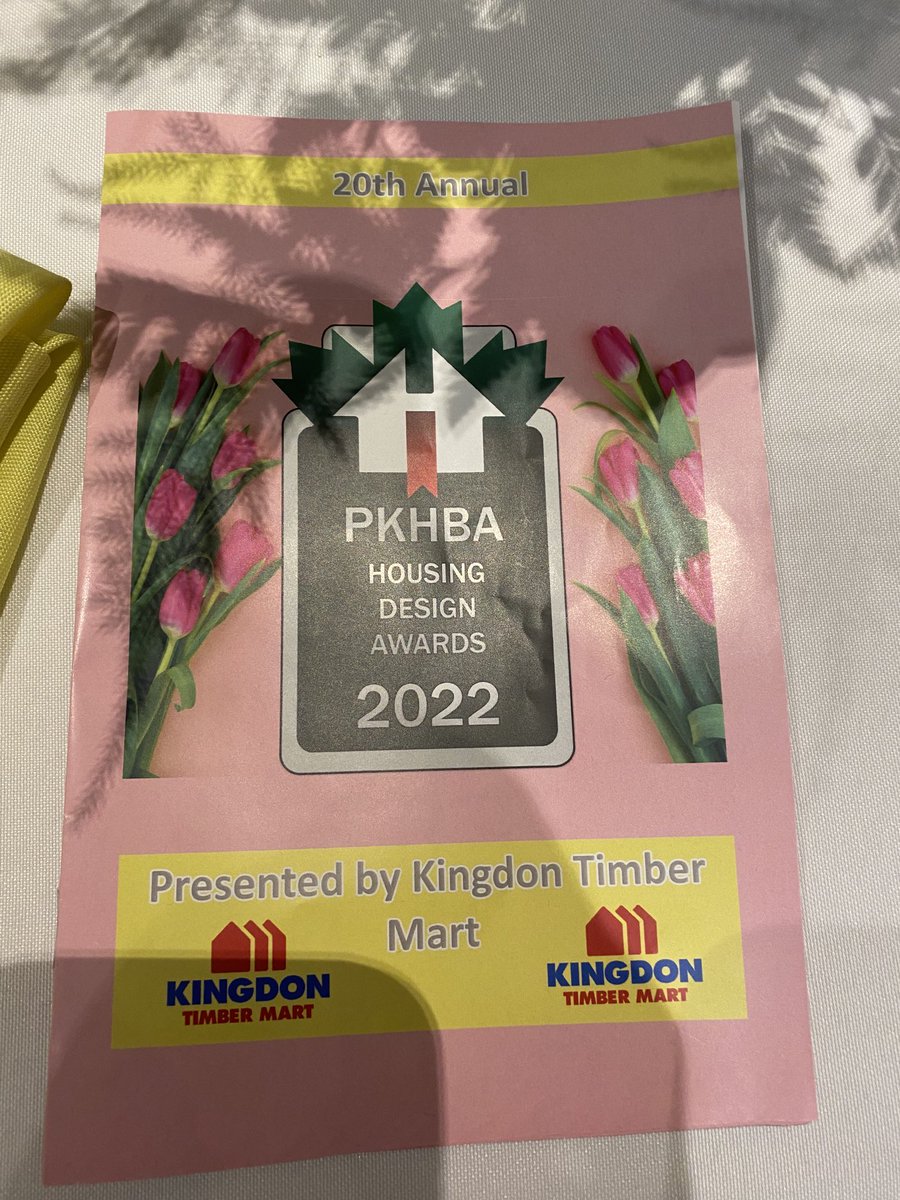 20th Annual
PKHBA
HOUSING
DESIGN
AWARDS
2022
Presented by Kingdon Timber
Mart
KINGDON
TIMBER MART
KINGDON
TIMBER MART